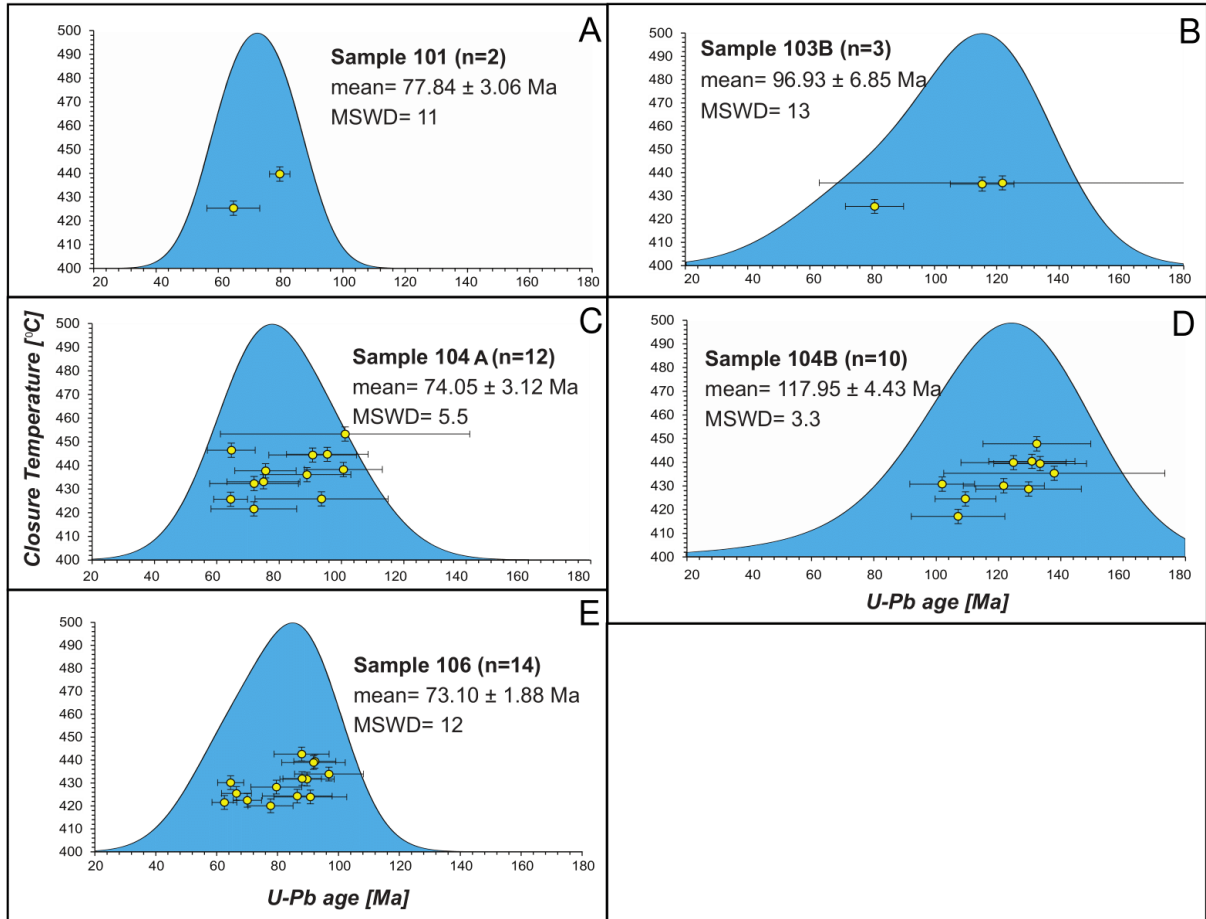 A
500
490
480
470
460
450
440
430
420
410
400
20 40 60 80 100 120 140 160 180
Sample 101 (n=2)
mean= 77.84 ± 3.06 Ma
MSWD= 11
B
500
490
480
470
460
450
440
430
420
410
400
20 40 60 80 100 120 140 160 180
Sample 103B (n=3)
mean= 96.93 ± 6.85 Ma
MSWD= 13
C
Closure Temperature [⁰C]
500
490
480
470
460
450
440
430
420
410
400
20 40 60 80 100 120 140 160 180
Sample 104 A (n=12)
mean= 74.05 ± 3.12 Ma
MSWD= 5.5
D
500
490
480
470
460
450
440
430
420
410
400
20 40 60 80 100 120 140 160 180
Sample 104B (n=10)
mean= 117.95 ± 4.43 Ma
MSWD= 3.3
U-Pb age [Ma]
E
500
490
480
470
460
450
440
430
420
410
400
20 40 60 80 100 120 140 160 180
Sample 106 (n=14)
mean= 73.10 ± 1.88 Ma
MSWD= 12
U-Pb age [Ma]